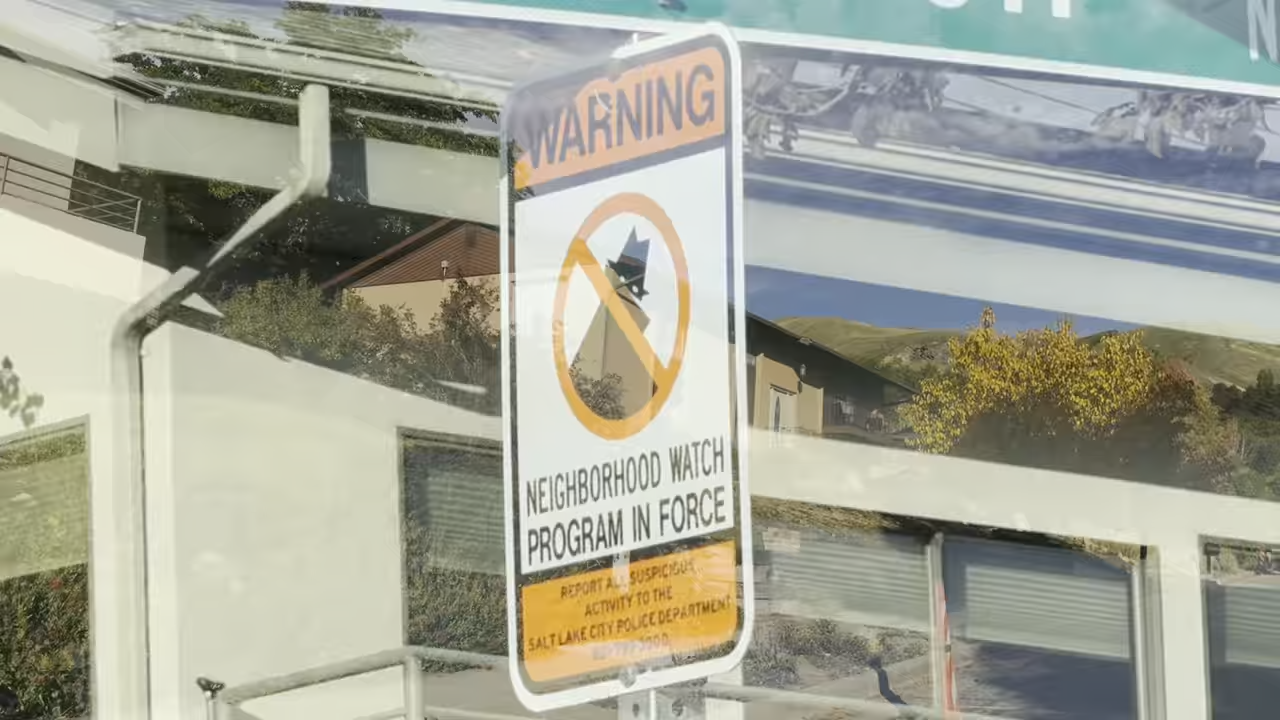 WARNING
NEIGHBORHOOD WATCH
PROGRAM IN FORCE
REPORT ALL SUSPICIOUS
ACTIVITY TO THE
SALT LAKE CITY POLICE DEPARTMENT